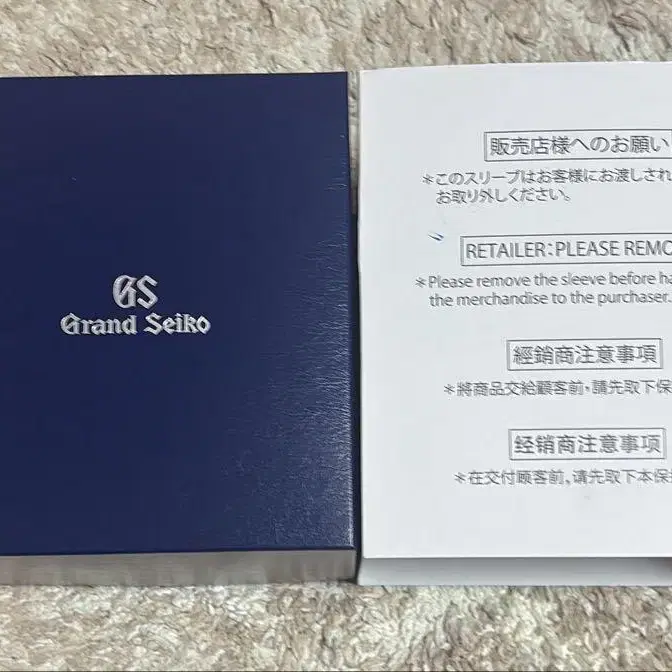 GS
Grand Seiko
販売店様へのお願い
＊このスリーブはお客様にお渡しされ
お取り外しください。
RETAILER:PLEASE REMO
＊Please remove the sleeve before ha
the merchandise to the purchaser.
經銷商注意事項
＊將商品交給顧客前，請先取下保
经销商注意事项
＊在交付顾客前，请先取下本保